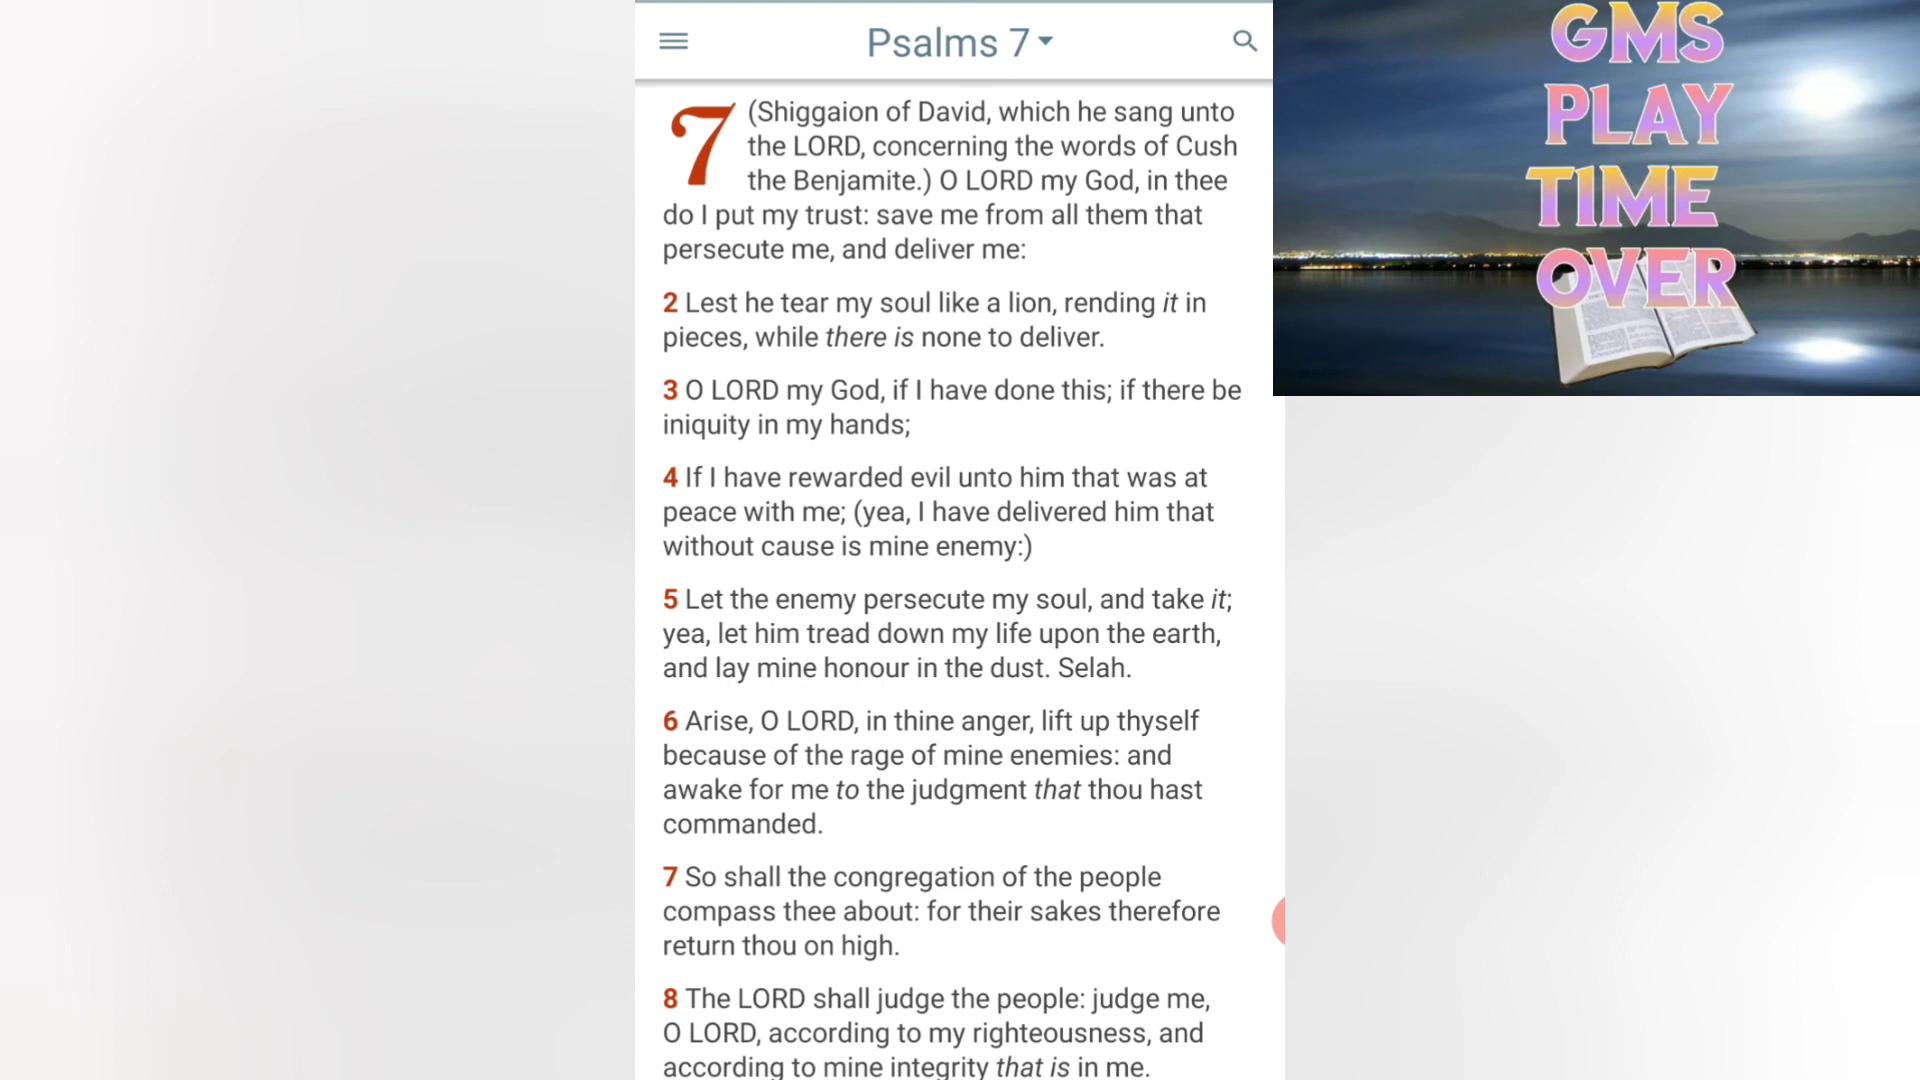 Psalms 7
7 (Shiggaion of David, which he sang unto
the LORD, concerning the words of Cush
the Benjamite.) O LORD my God, in thee
do I put my trust: save me from all them that
persecute me, and deliver me:
2 Lest he tear my soul like a lion, rending it in
pieces, while there is none to deliver.
3 O LORD my God, if I have done this; if there be
iniquity in my hands;
4 If I have rewarded evil unto him that was at
peace with me; (yea, I have delivered him that
without cause is mine enemy:)
5 Let the enemy persecute my soul, and take it;
yea, let him tread down my life upon the earth,
and lay mine honour in the dust. Selah.
6 Arise, O LORD, in thine anger, lift up thyself
because of the rage of mine enemies: and
awake for me to the judgment that thou hast
commanded.
7 So shall the congregation of the people
compass thee about: for their sakes therefore
return thou on high.
8 The LORD shall judge the people: judge me,
O LORD, according to my righteousness, and
according to mine integrity that is in me.
GMS
PLAY
TIME
OVER